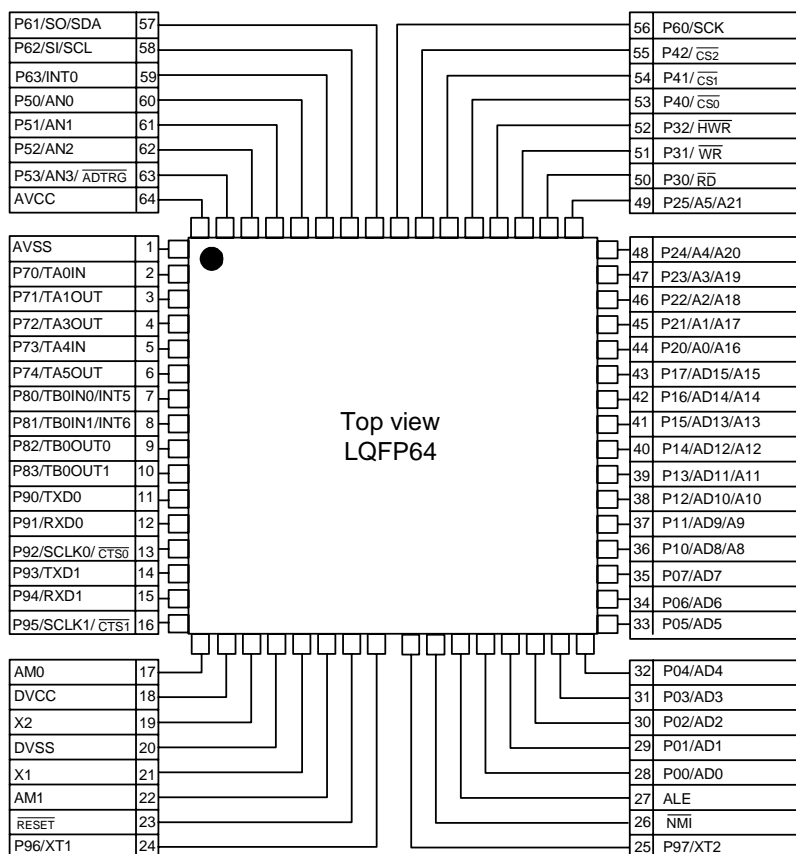 P61/SO/SDA 57
P62/SI/SCL 58
P63/INT0 59
P50/AN0 60
P51/AN1 61
P52/AN2 62
P53/AN3/ADTRG 63
AVCC 64
56 P60/SCK
55 P42/CS2
54 P41/CS1
53 P40/CS0
52 P32/HWR
51 P31/WR
50 P30/RD
49 P25/A5/A21
AVSS 1
P70/TA0IN 2
P71/TA1OUT 3
P72/TA3OUT 4
P73/TA4IN 5
P74/TA5OUT 6
P80/TB0IN0/INT5 7
P81/TB0IN1/INT6 8
P82/TB0OUT0 9
P83/TB0OUT1 10
P90/TXD0 11
P91/RXD0 12
P92/SCLK0/CTS0 13
P93/TXD1 14
P94/RXD1 15
P95/SCLK1/CTS1 16
Top view
LQFP64
48 P24/A4/A20
47 P23/A3/A19
46 P22/A2/A18
45 P21/A1/A17
44 P20/A0/A16
43 P17/AD15/A15
42 P16/AD14/A14
41 P15/AD13/A13
40 P14/AD12/A12
39 P13/AD11/A11
38 P12/AD10/A10
37 P11/AD9/A9
36 P10/AD8/A8
35 P07/AD7
34 P06/AD6
33 P05/AD5
AM0 17
DVCC 18
X2 19
DVSS 20
X1 21
AM1 22
RESET 23
P96/XT1 24
32 P04/AD4
31 P03/AD3
30 P02/AD2
29 P01/AD1
28 P00/AD0
27 ALE
26 NMI
25 P97/XT2